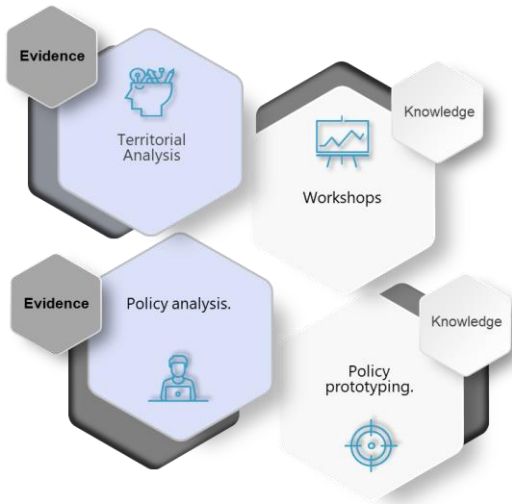 Evidence
Territorial
Analysis
Knowledge
Workshops
Evidence
Policy analysis.
Knowledge
Policy
prototyping.